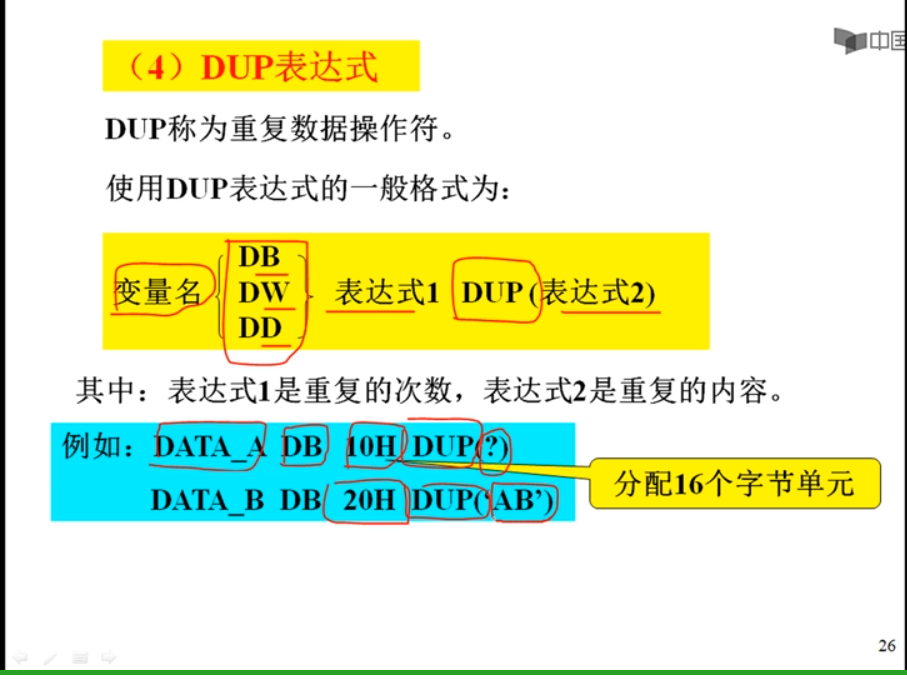 中国
（4）DUP表达式
DUP称为重复数据操作符。
使用DUP表达式的一般格式为：
DB
变量名 DW 表达式1 DUP (表达式2)
DD
其中：表达式1是重复的次数，表达式2是重复的内容。
例如：DATA_A DB 10H DUP(?)
分配16个字节单元
DATA_B DB 20H DUP(‘AB’)
26